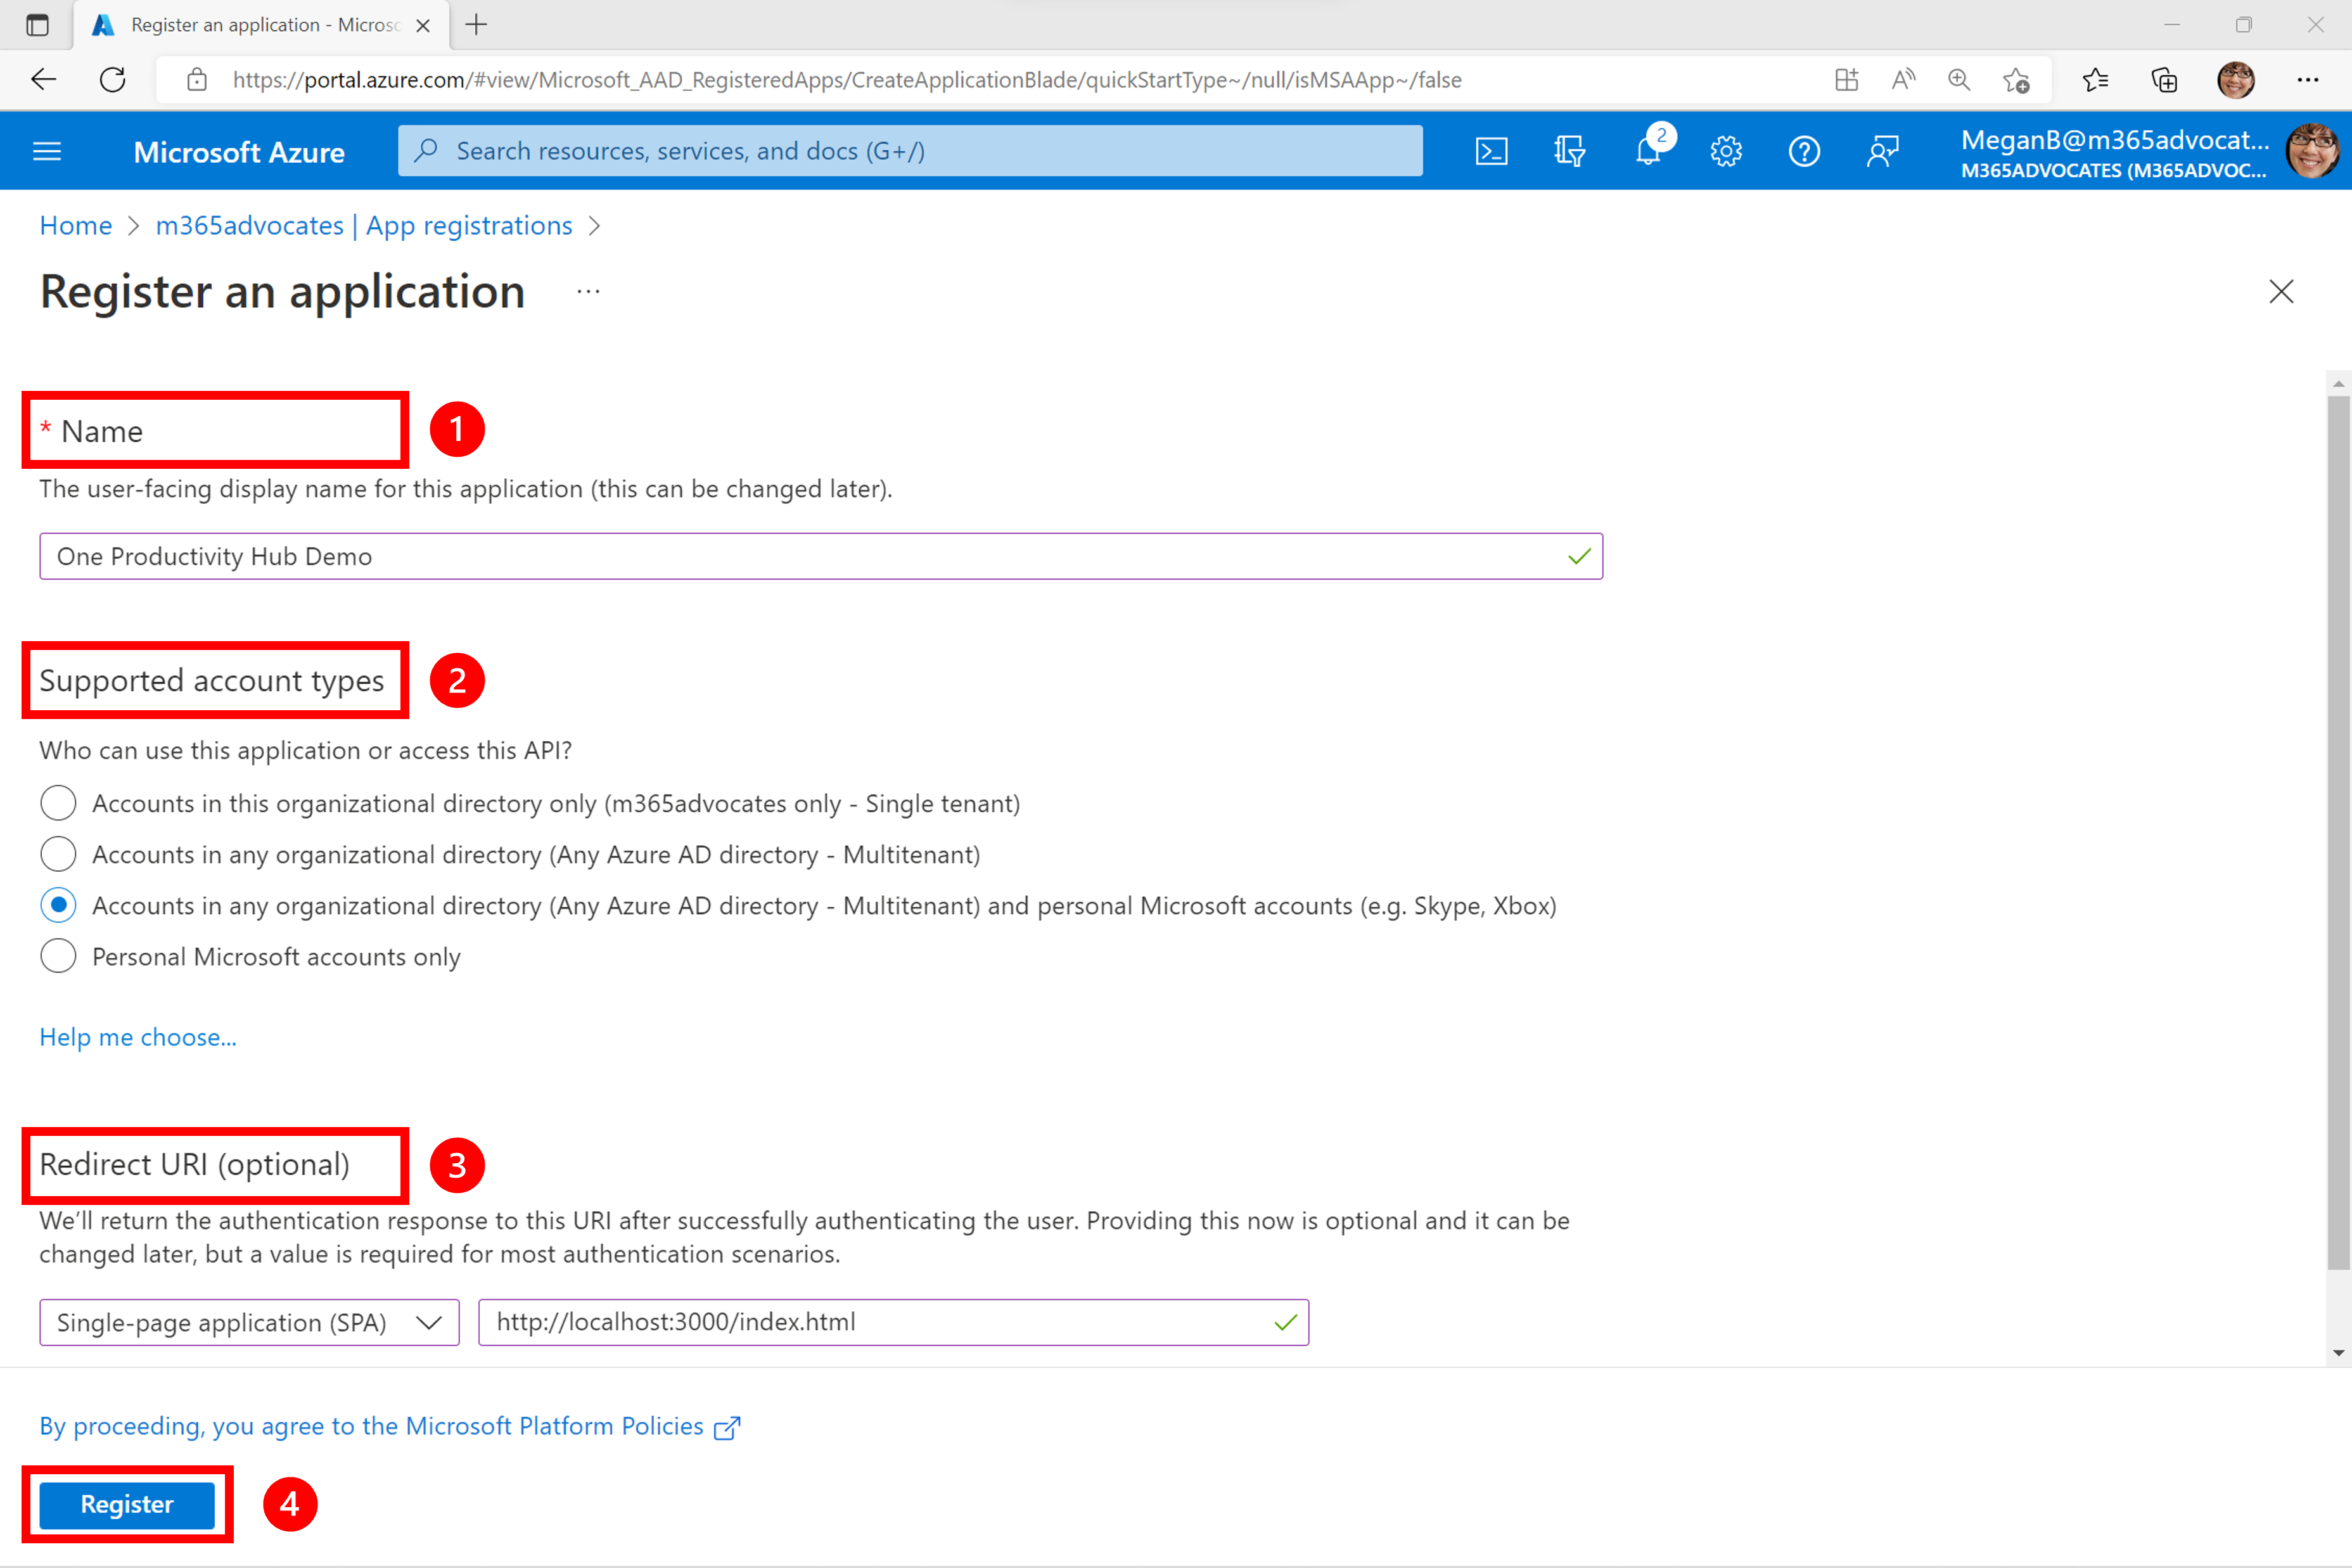 Register an application - Microso
https://portal.azure.com/#view/Microsoft_AAD_RegisteredApps/CreateApplicationBlade/quickStartType~/null/isMSAApp~/false
Microsoft Azure
Search resources, services, and docs (G+/)
2
MeganB@m365advocat...
M365ADVOCATES (M365ADVOC...
Home > m365advocates | App registrations >
Register an application ...
* Name
1
The user-facing display name for this application (this can be changed later).
One Productivity Hub Demo
Supported account types
2
Who can use this application or access this API?
Accounts in this organizational directory only (m365advocates only - Single tenant)
Accounts in any organizational directory (Any Azure AD directory - Multitenant)
Accounts in any organizational directory (Any Azure AD directory - Multitenant) and personal Microsoft accounts (e.g. Skype, Xbox)
Personal Microsoft accounts only
Help me choose...
Redirect URI (optional)
3
We'll return the authentication response to this URI after successfully authenticating the user. Providing this now is optional and it can be
changed later, but a value is required for most authentication scenarios.
Single-page application (SPA)
http://localhost:3000/index.html
By proceeding, you agree to the Microsoft Platform Policies
Register
4